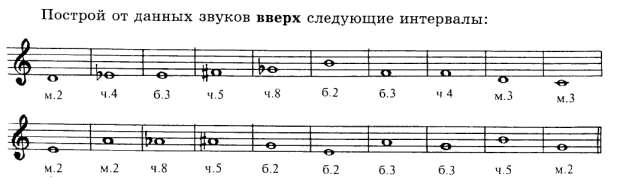 Построй от данных звуков вверх следующие интервалы:
м.2 ч.4 б.3 ч.5 ч.8 б.2 б.3 ч 4 м.3 м.3
м.2 м.2 ч.8 ч.5 б.2 б.2 б.3 б.3 ч.5 м.2